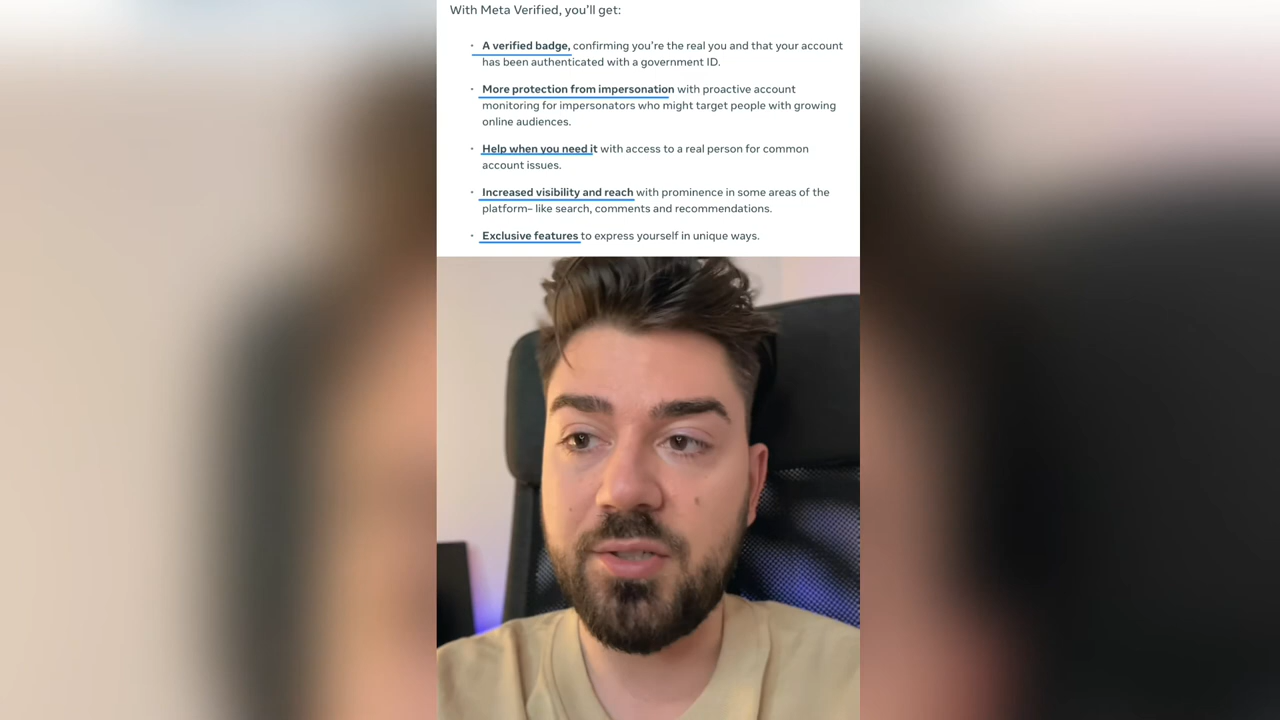 With Meta Verified, you’ll get:
• A verified badge, confirming you’re the real you and that your account
has been authenticated with a government ID.
• More protection from impersonation with proactive account
monitoring for impersonators who might target people with growing
online audiences.
• Help when you need it with access to a real person for common
account issues.
• Increased visibility and reach with prominence in some areas of the
platform– like search, comments and recommendations.
• Exclusive features to express yourself in unique ways.